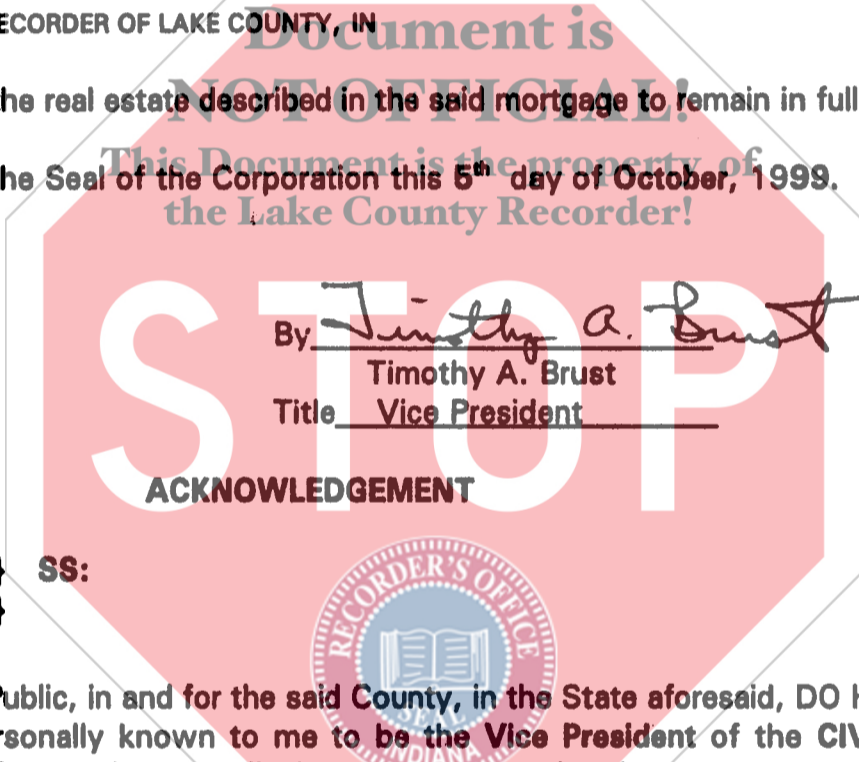 ECORDER OF LAKE COUNTY, IN
Document is
NOT OFFICIAL!
he real estate described in the said mortgage to remain in full
This Document is the property of
he Seal of the Corporation this 5th day of October, 1999.
the Lake County Recorder!
STOP
By Timothy A. Brust
Timothy A. Brust
Title Vice President
ACKNOWLEDGEMENT
} SS:
}
RECORDER'S OFFICE
ublic, in and for the said County, in the State aforesaid, DO
SEAL
rsonally known to me to be the Vice President of the CIV
INDIANA